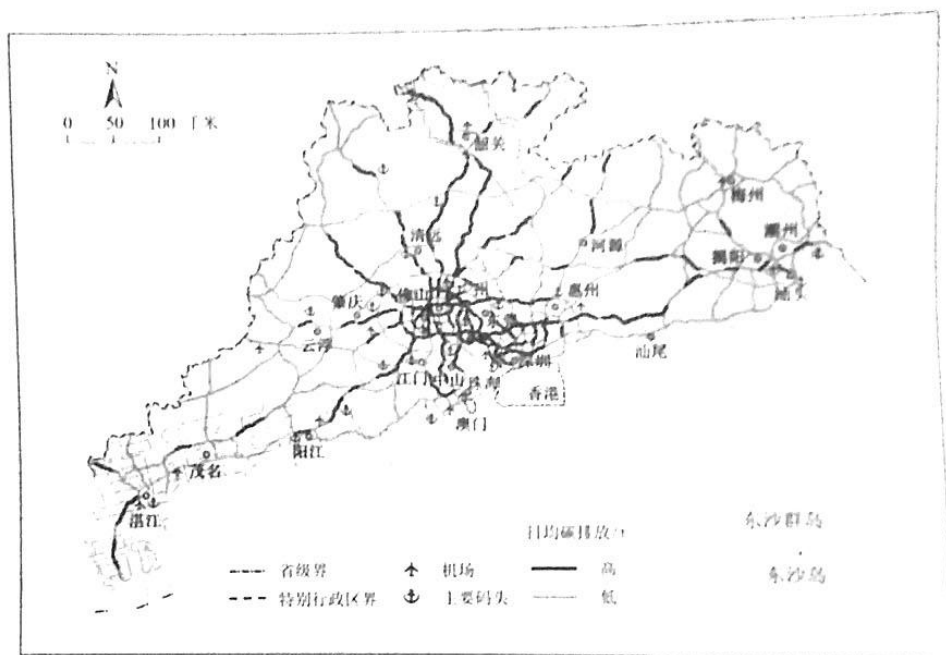 N
0 50 100 千米
韶关
梅州
清远
河源
潮州
揭阳
汕头
肇庆
佛山
广州
惠州
云浮
东莞
汕尾
江门
中山
珠海
深圳
香港
澳门
阳江
茂名
湛江
日均碳排放
东沙群岛
东沙岛
省级界
机场
高
特别行政区界
主要码头
低